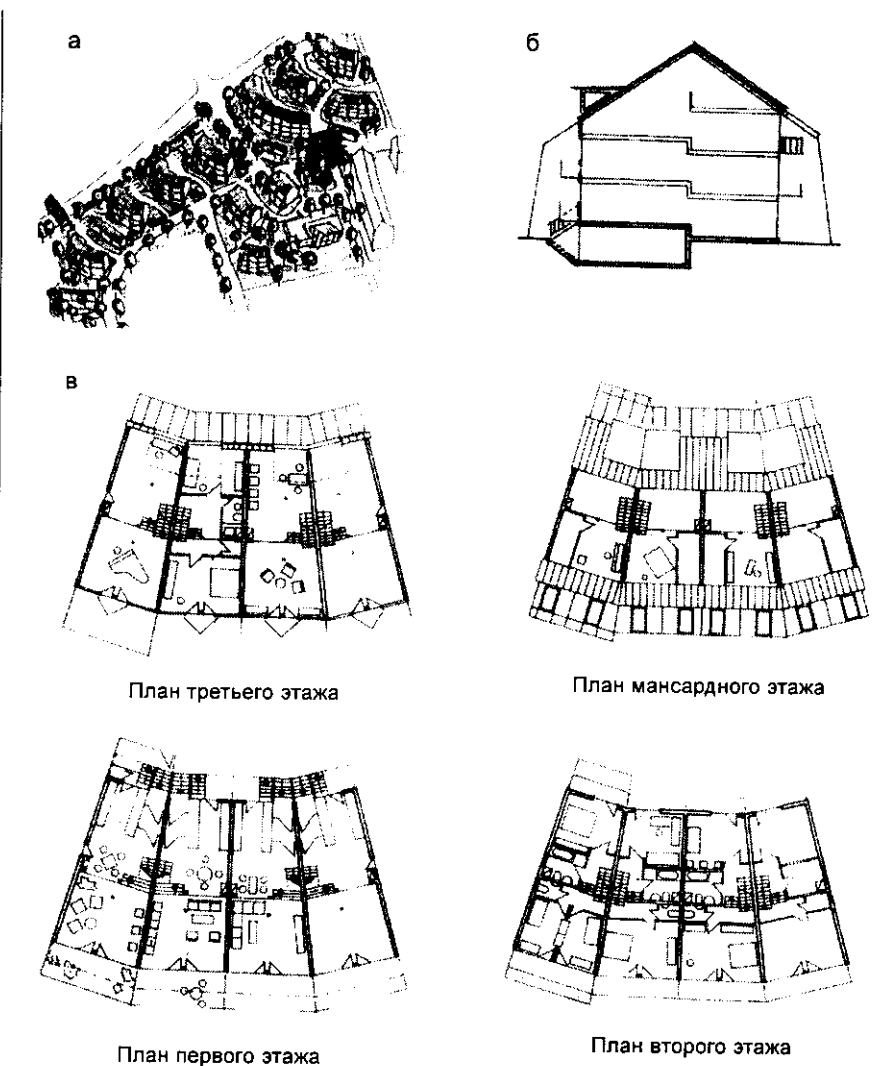 а
б
в
План третьего этажа
План мансардного этажа
План первого этажа
План второго этажа